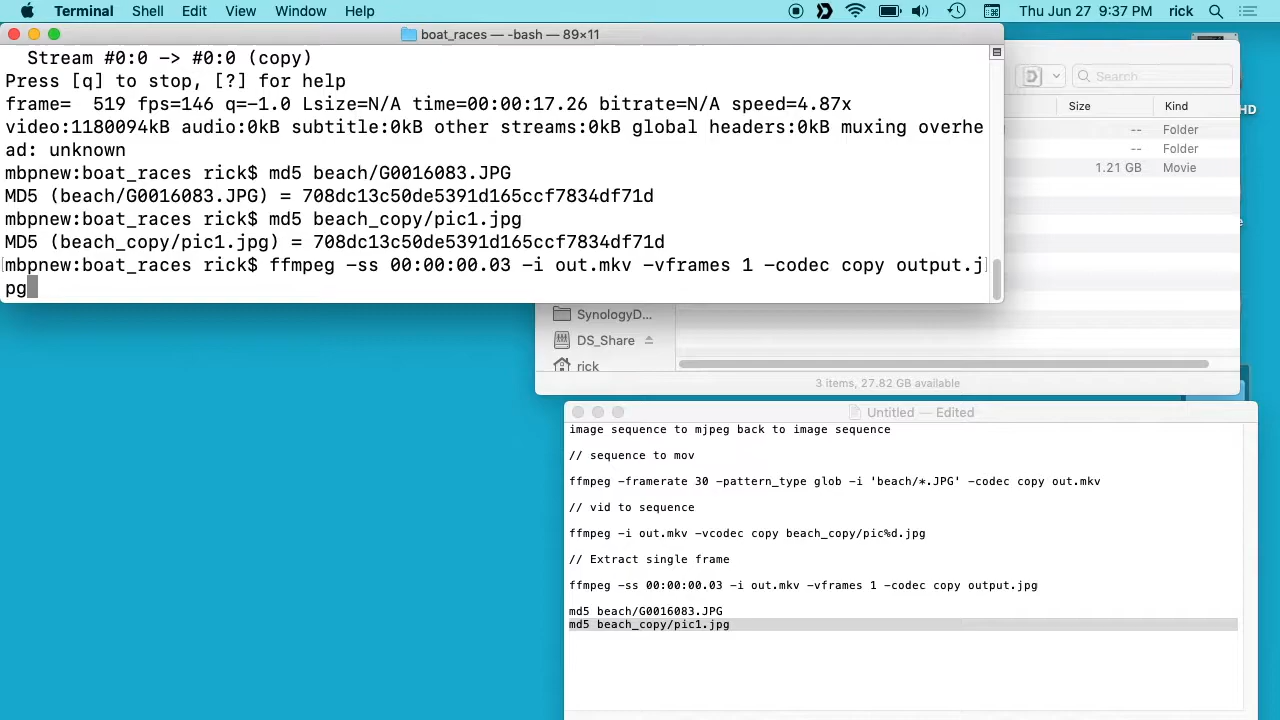 Terminal Shell Edit View Window Help Thu Jun 27 9:37 PM rick
boat_races — -bash — 89×11
Stream #0:0 -> #0:0 (copy)
Press [q] to stop, [?] for help
frame=  519 fps=146 q=-1.0 Lsize=N/A time=00:00:17.26 bitrate=N/A speed=4.87x
video:1180094kB audio:0kB subtitle:0kB other streams:0kB global headers:0kB muxing overhe
ad: unknown
mbpnew:boat_races rick$ md5 beach/G0016083.JPG
MD5 (beach/G0016083.JPG) = 708dc13c50de5391d165ccf7834df71d
mbpnew:boat_races rick$ md5 beach_copy/pic1.jpg
MD5 (beach_copy/pic1.jpg) = 708dc13c50de5391d165ccf7834df71d
mbpnew:boat_races rick$ ffmpeg -ss 00:00:00.03 -i out.mkv -vframes 1 -codec copy output.j
pg
Search
HD
Size Kind
-- Folder
-- Folder
1.21 GB Movie
SynologyD...
DS_Share
rick
3 items, 27.82 GB available
Untitled — Edited
image sequence to mjpeg back to image sequence
// sequence to mov
ffmpeg -framerate 30 -pattern_type glob -i 'beach/*.JPG' -codec copy out.mkv
// vid to sequence
ffmpeg -i out.mkv -vcodec copy beach_copy/pic%d.jpg
// Extract single frame
ffmpeg -ss 00:00:00.03 -i out.mkv -vframes 1 -codec copy output.jpg
md5 beach/G0016083.JPG
md5 beach_copy/pic1.jpg